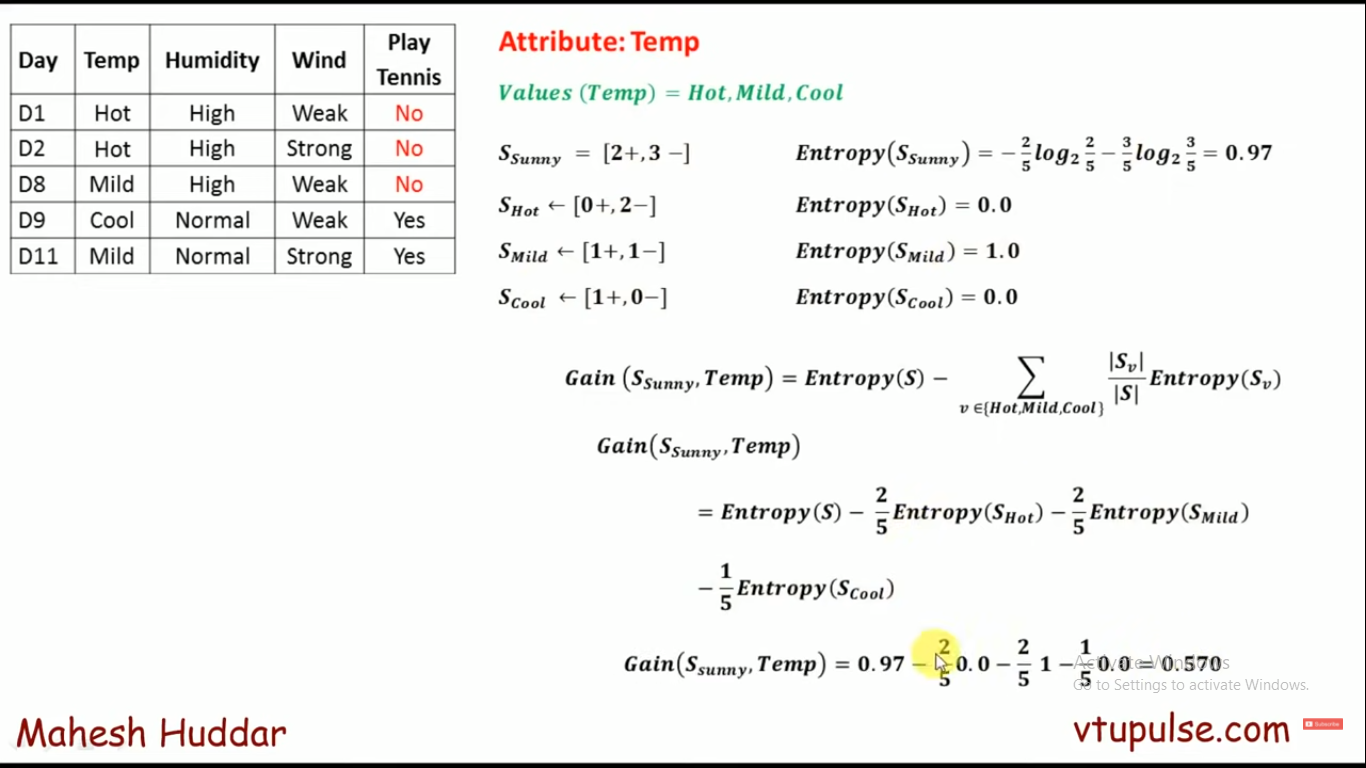 Day Temp Humidity Wind Play Tennis
D1 Hot High Weak No
D2 Hot High Strong No
D8 Mild High Weak No
D9 Cool Normal Weak Yes
D11 Mild Normal Strong Yes
Attribute: Temp
Values (Temp) = Hot, Mild, Cool
S_Sunny = [2+, 3 −] Entropy(S_Sunny) = −2/5 log₂ 2/5 − 3/5 log₂ 3/5 = 0.97
S_Hot ← [0+, 2−] Entropy(S_Hot) = 0.0
S_Mild ← [1+, 1−] Entropy(S_Mild) = 1.0
S_Cool ← [1+, 0−] Entropy(S_Cool) = 0.0
Gain (S_Sunny, Temp) = Entropy(S) − ∑ v ∈{Hot,Mild,Cool} |S_v|/|S| Entropy(S_v)
Gain(S_Sunny, Temp)
= Entropy(S) − 2/5 Entropy(S_Hot) − 2/5 Entropy(S_Mild)
− 1/5 Entropy(S_Cool)
Gain(S_sunny, Temp) = 0.97 − 2/5 0.0 − 2/5 1 − 1/5 0.0 = 0.570
Activate Windows
Go to Settings to activate Windows.
Mahesh Huddar
vtupulse.com
Subscribe